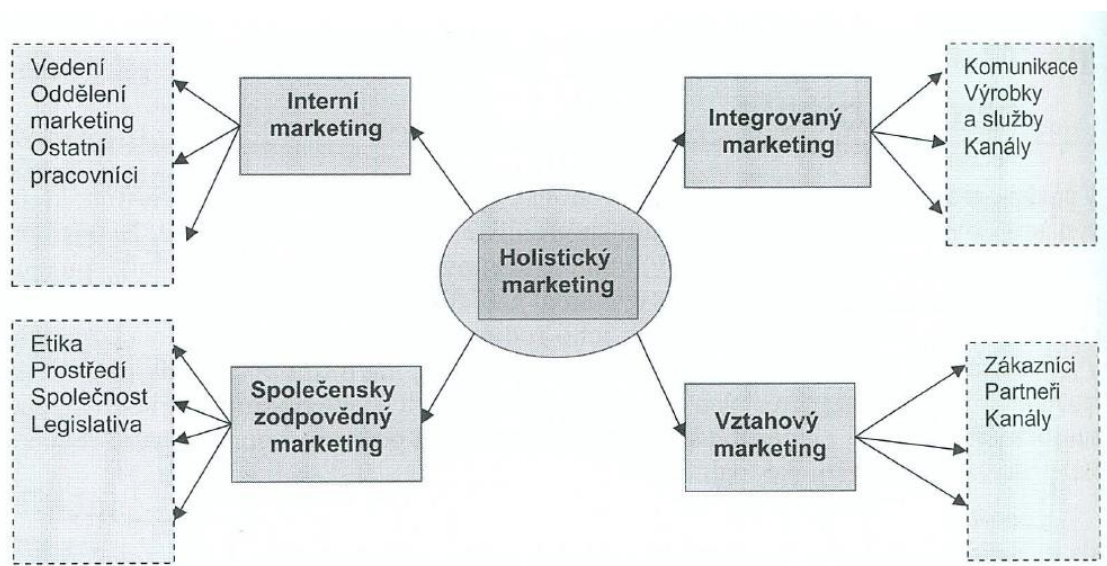 Vedení
Oddělení
marketing
Ostatní
pracovníci
Interní
marketing
Integrovaný
marketing
Komunikace
Výrobky
a služby
Kanály
Holistický
marketing
Etika
Prostředí
Společnost
Legislativa
Společensky
zodpovědný
marketing
Vztahový
marketing
Zákazníci
Partneři
Kanály